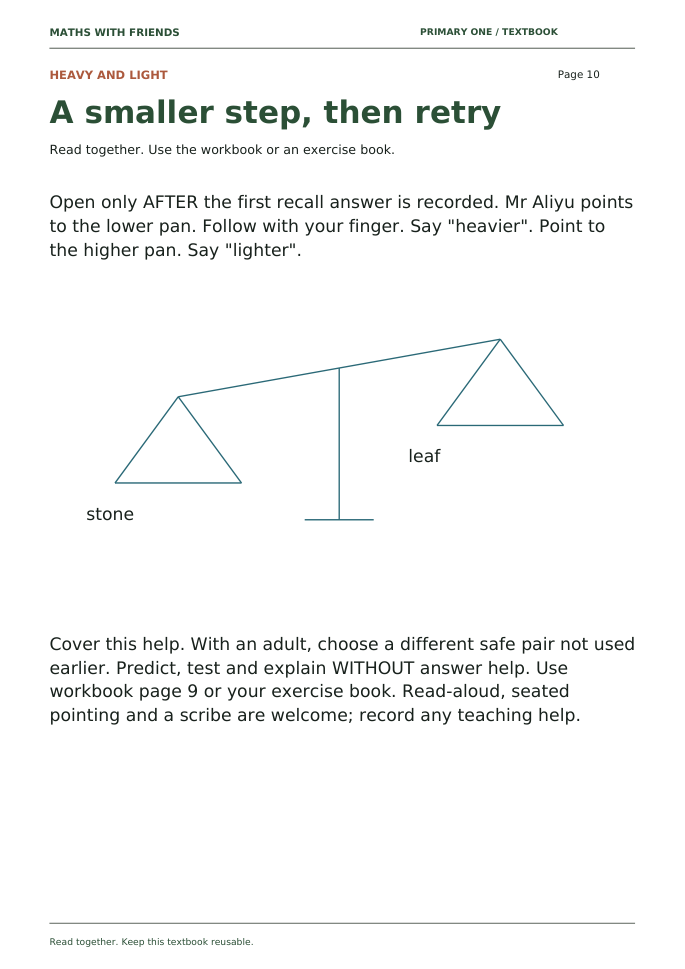 MATHS WITH FRIENDS
PRIMARY ONE / TEXTBOOK
HEAVY AND LIGHT
Page 10
A smaller step, then retry
Read together. Use the workbook or an exercise book.
Open only AFTER the first recall answer is recorded. Mr Aliyu points
to the lower pan. Follow with your finger. Say "heavier". Point to
the higher pan. Say "lighter".
leaf
stone
Cover this help. With an adult, choose a different safe pair not used
earlier. Predict, test and explain WITHOUT answer help. Use
workbook page 9 or your exercise book. Read-aloud, seated
pointing and a scribe are welcome; record any teaching help.
Read together. Keep this textbook reusable.